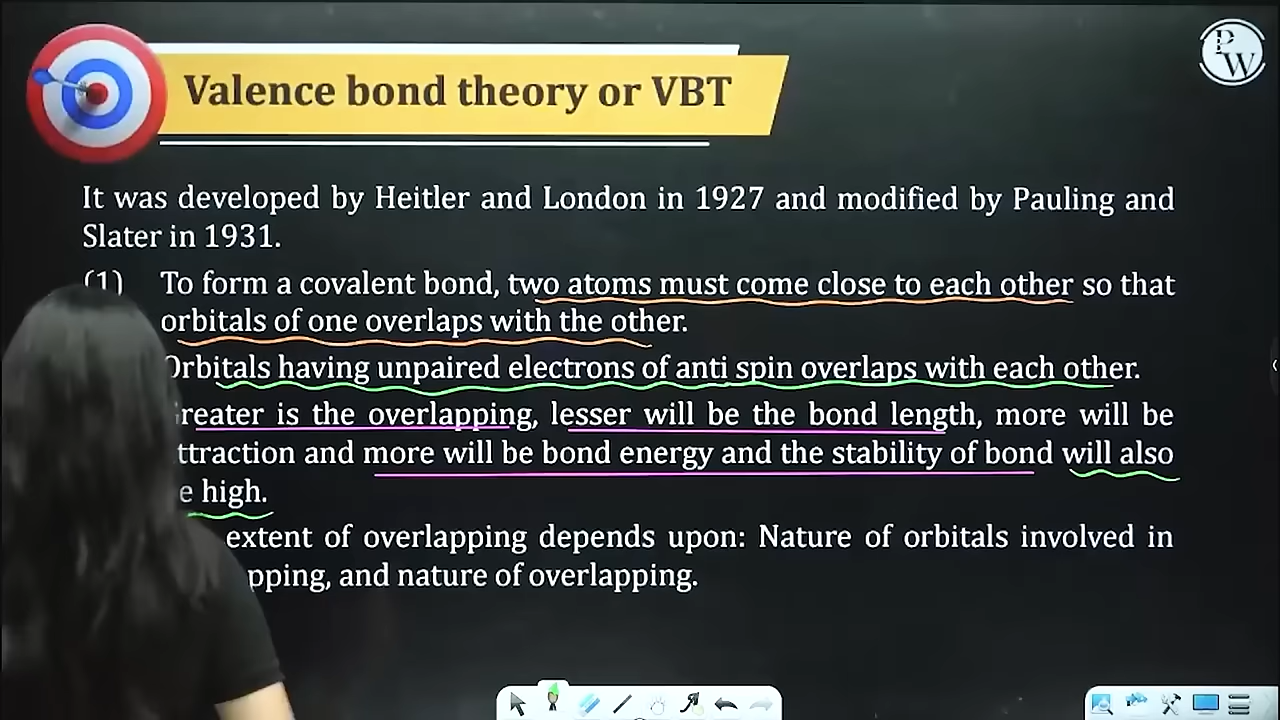 Valence bond theory or VBT
PW
It was developed by Heitler and London in 1927 and modified by Pauling and
Slater in 1931.
(1) To form a covalent bond, two atoms must come close to each other so that
orbitals of one overlaps with the other.
Orbitals having unpaired electrons of anti spin overlaps with each other.
reater is the overlapping, lesser will be the bond length, more will be
ttraction and more will be bond energy and the stability of bond will also
e high.
extent of overlapping depends upon: Nature of orbitals involved in
pping, and nature of overlapping.